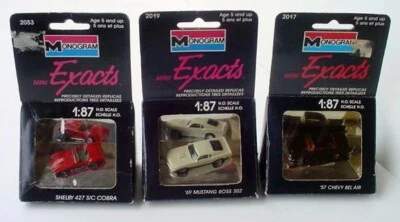 2053
Age 5 and up
5 ans et plus
MONOGRAM
MINI Exacts
PRECISELY DETAILED REPLICAS
REPRODUCTIONS TRES DETAILLEES
1:87
H.O. SCALE
ECHELLE H.O.
SHELBY 427 S/C COBRA
2019
Age 5 and up
5 ans et plus
MONOGRAM
MINI Exacts
PRECISELY DETAILED REPLICAS
REPRODUCTIONS TRES DETAILLEES
1:87
H.O. SCALE
ECHELLE H.O.
'69 MUSTANG BOSS 302
2017
Age 5 and up
5 ans et plus
MONOGRAM
MINI Exacts
PRECISELY DETAILED REPLICAS
REPRODUCTIONS TRES DETAILLEES
1:87
H.O. SCALE
ECHELLE H.O.
'57 CHEVY BEL AIR